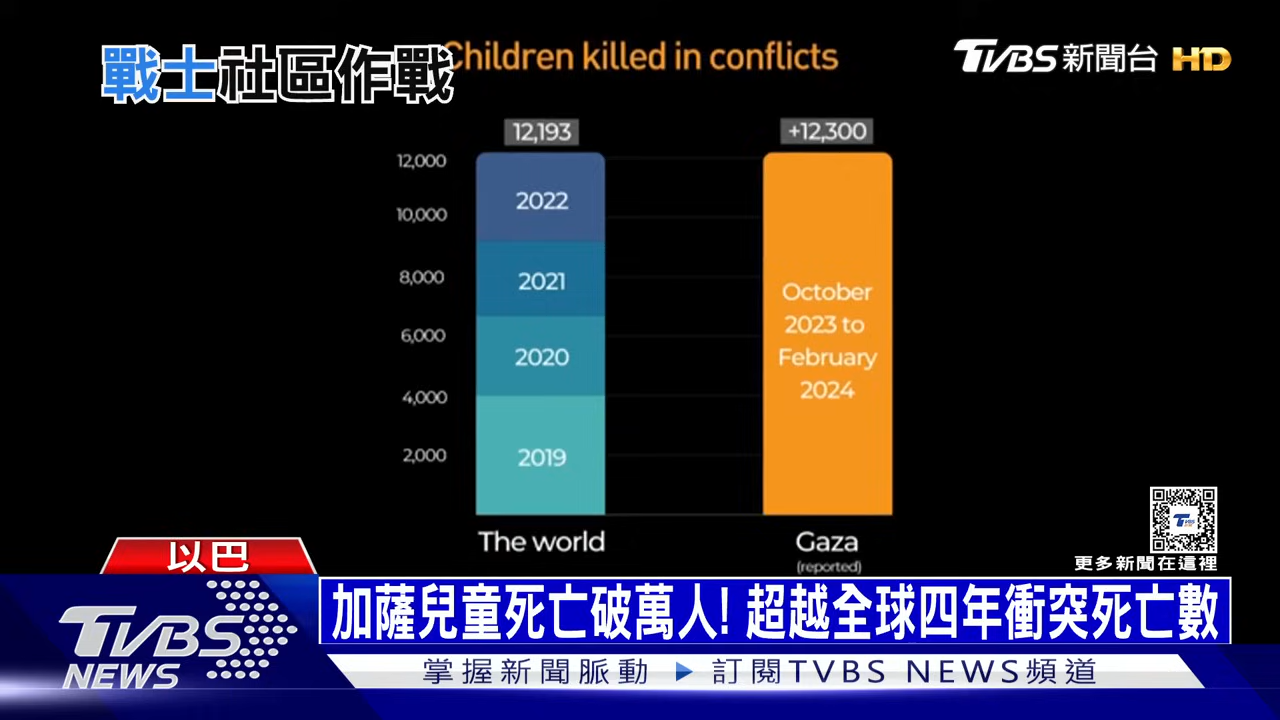 戰士社區作戰
Children killed in conflicts
TVBS新聞台 HD
12,193
+12,300
12,000
10,000
8,000
6,000
4,000
2,000
2022
2021
2020
2019
October
2023 to
February
2024
The world
Gaza
(reported)
更多新聞在這裡
以巴
加薩兒童死亡破萬人! 超越全球四年衝突死亡數
TVBS
NEWS
掌握新聞脈動 ▶ 訂閱TVBS NEWS頻道